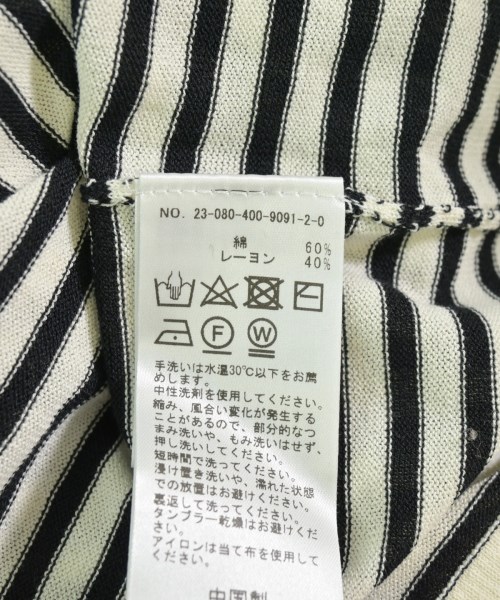 NO. 23-080-400-9091-2-0
綿 60%
レーヨン 40%
F W
手洗いは水温30℃以下をお薦
めします。
中性洗剤を使用してください。
縮み、風合い変化が発生する
ことがあるので、部分的なつ
まみ洗いや、もみ洗いはせず、
押し洗いしてください。
短時間で洗ってください。
浸け置き洗いや、濡れた状態
での放置はお避けください。
裏返して洗ってください。
タンブラー乾燥はお避けくだ
さい。
アイロンは当て布を使用して
ください。
中国製